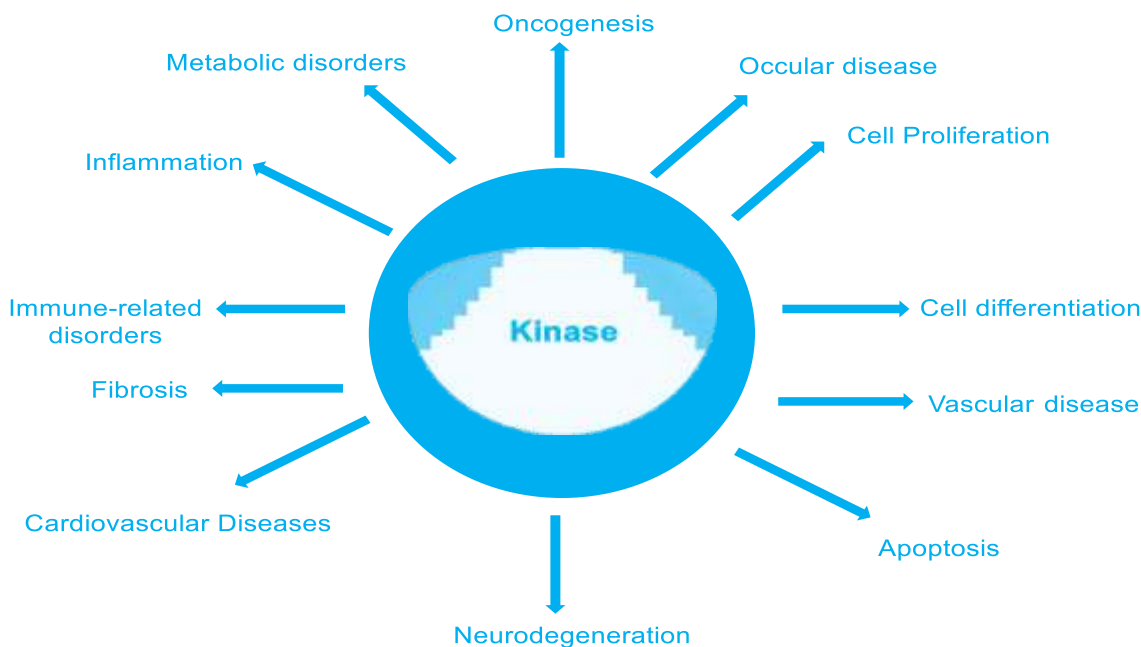 Oncogenesis
Metabolic disorders
Occular disease
Cell Proliferation
Inflammation
Immune-related
disorders
Kinase
Cell differentiation
Fibrosis
Vascular disease
Cardiovascular Diseases
Apoptosis
Neurodegeneration